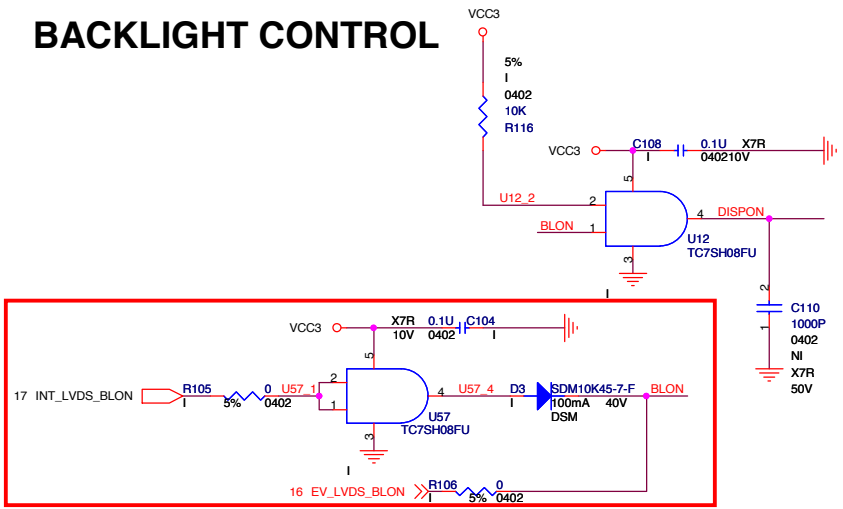 BACKLIGHT CONTROL
VCC3
5%
I
0402
10K
R116
VCC3
C108
I
0.1U X7R
040210V
5
U12_2
2
BLON
1
4
DISPON
U12
TC7SH08FU
3
I
2
1
C110
1000P
0402
NI
X7R
50V
VCC3
X7R 0.1U C104
10V 0402 I
5
17 INT_LVDS_BLON
R105
I
0
5% 0402
U57_1
2
1
4
U57_4
U57
TC7SH08FU
3
I
D3
I
SDM10K45-7-F
100mA 40V
DSM
BLON
16 EV_LVDS_BLON
R106
I
0
5% 0402